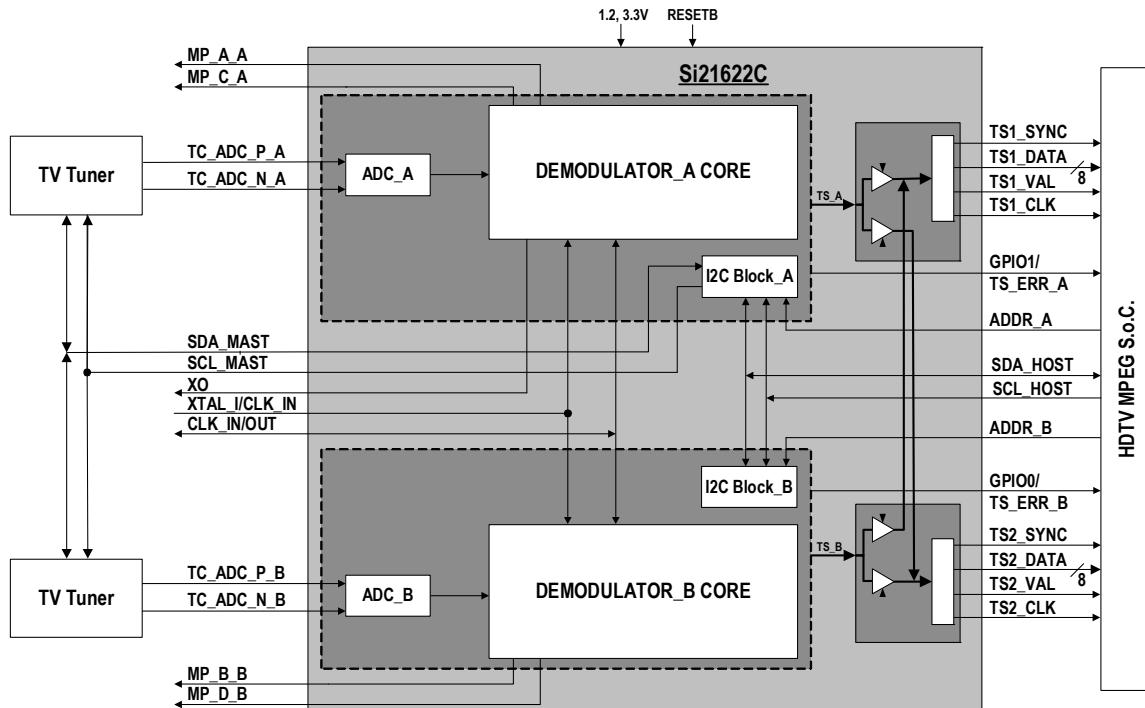 1.2, 3.3V
RESETB
Si21622C
MP_A_A
MP_C_A
TV Tuner
TC_ADC_P_A
TC_ADC_N_A
ADC_A
DEMODULATOR_A CORE
TS_A
TS1_SYNC
TS1_DATA
8
TS1_VAL
TS1_CLK
I2C Block_A
GPIO1/
TS_ERR_A
ADDR_A
SDA_MAST
SCL_MAST
XO
XTAL_I/CLK_IN
CLK_IN/OUT
SDA_HOST
SCL_HOST
ADDR_B
HDTV MPEG S.o.C.
I2C Block_B
GPIO0/
TS_ERR_B
TV Tuner
TC_ADC_P_B
TC_ADC_N_B
ADC_B
DEMODULATOR_B CORE
TS_B
TS2_SYNC
TS2_DATA
8
TS2_VAL
TS2_CLK
MP_B_B
MP_D_B